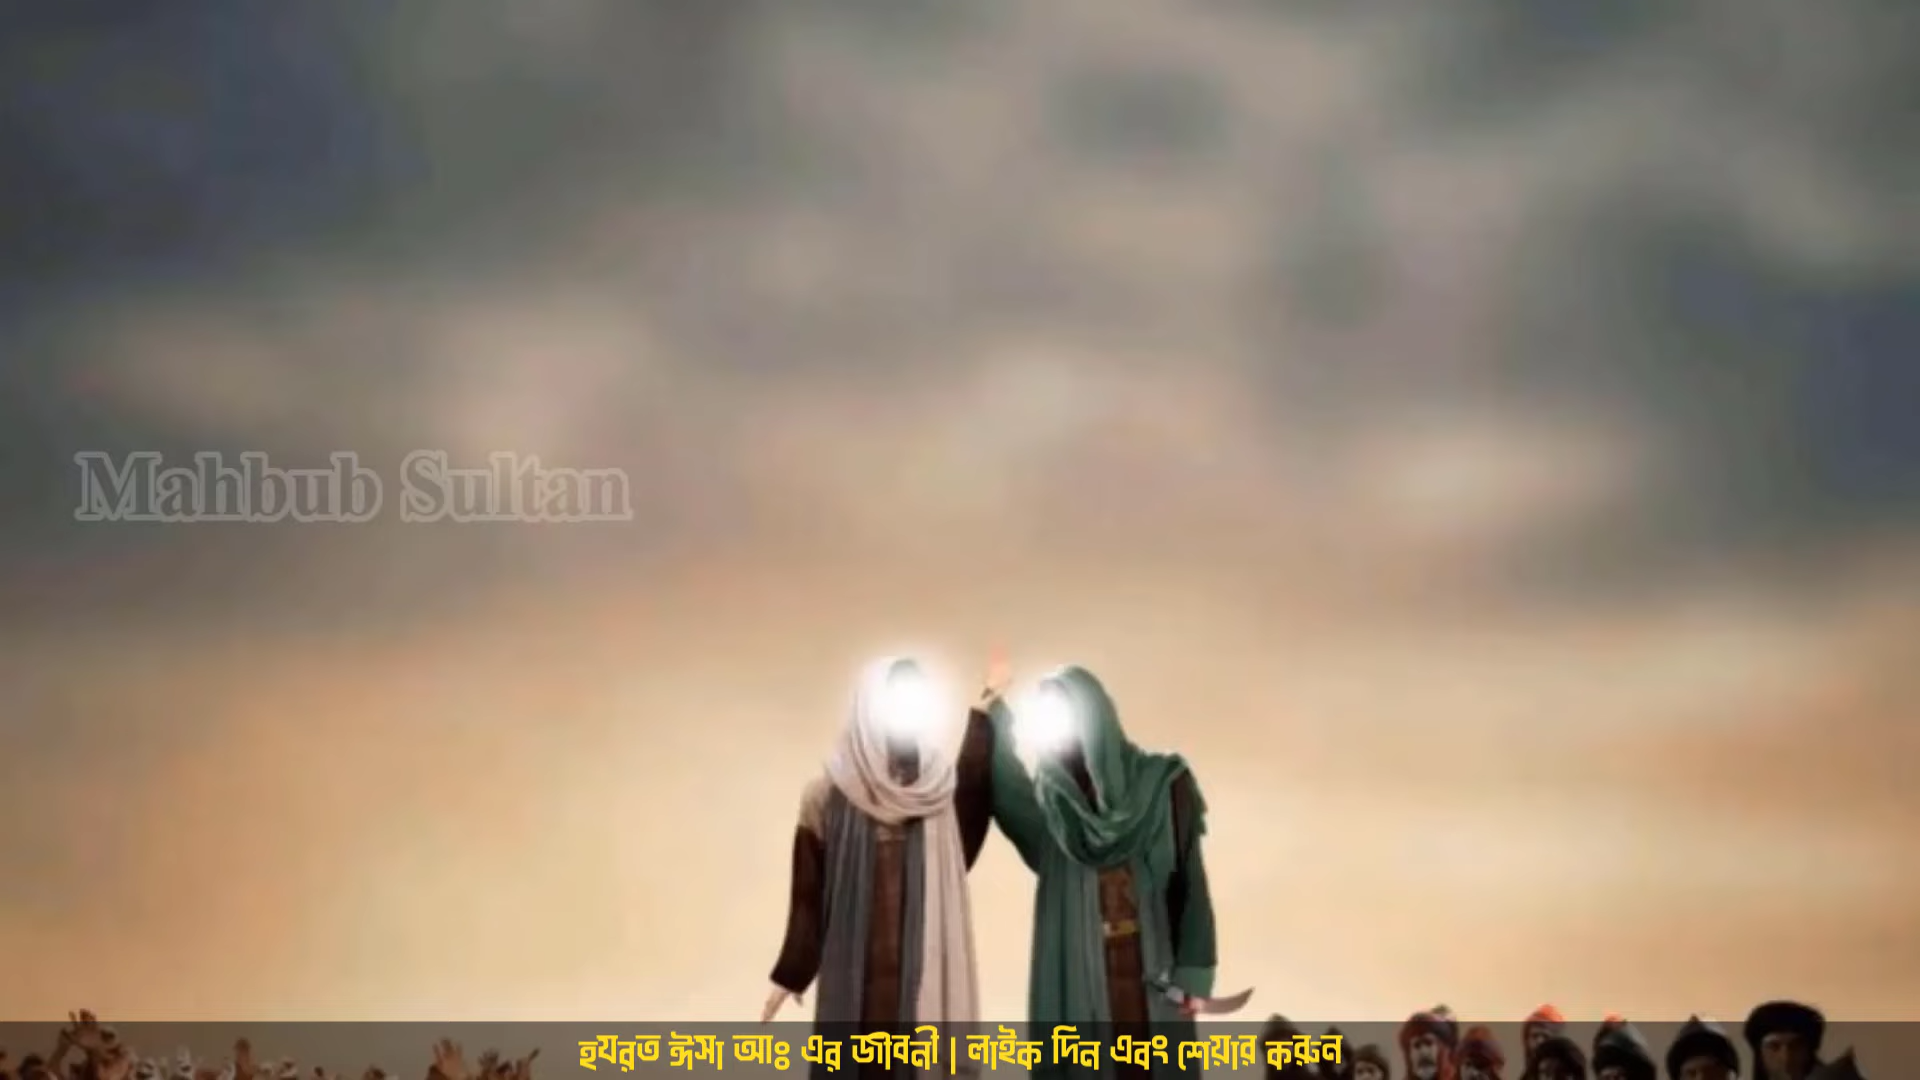 Mahbub Sultan
হযরত ঈসা আঃ এর জীবনী | লাইক দিন এবং শেয়ার করুন